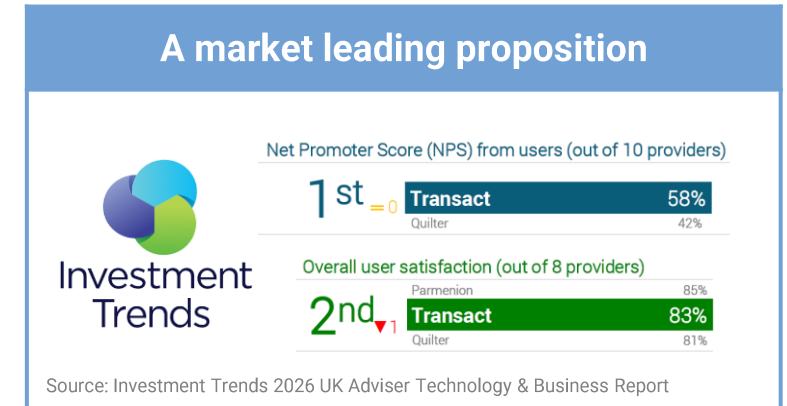 A market leading proposition
Net Promoter Score (NPS) from users (out of 10 providers)
1st = 0 Transact 58%
Quilter 42%
Investment
Trends
Overall user satisfaction (out of 8 providers)
Parmenion 85%
2nd ▼1 Transact 83%
Quilter 81%
Source: Investment Trends 2026 UK Adviser Technology & Business Report